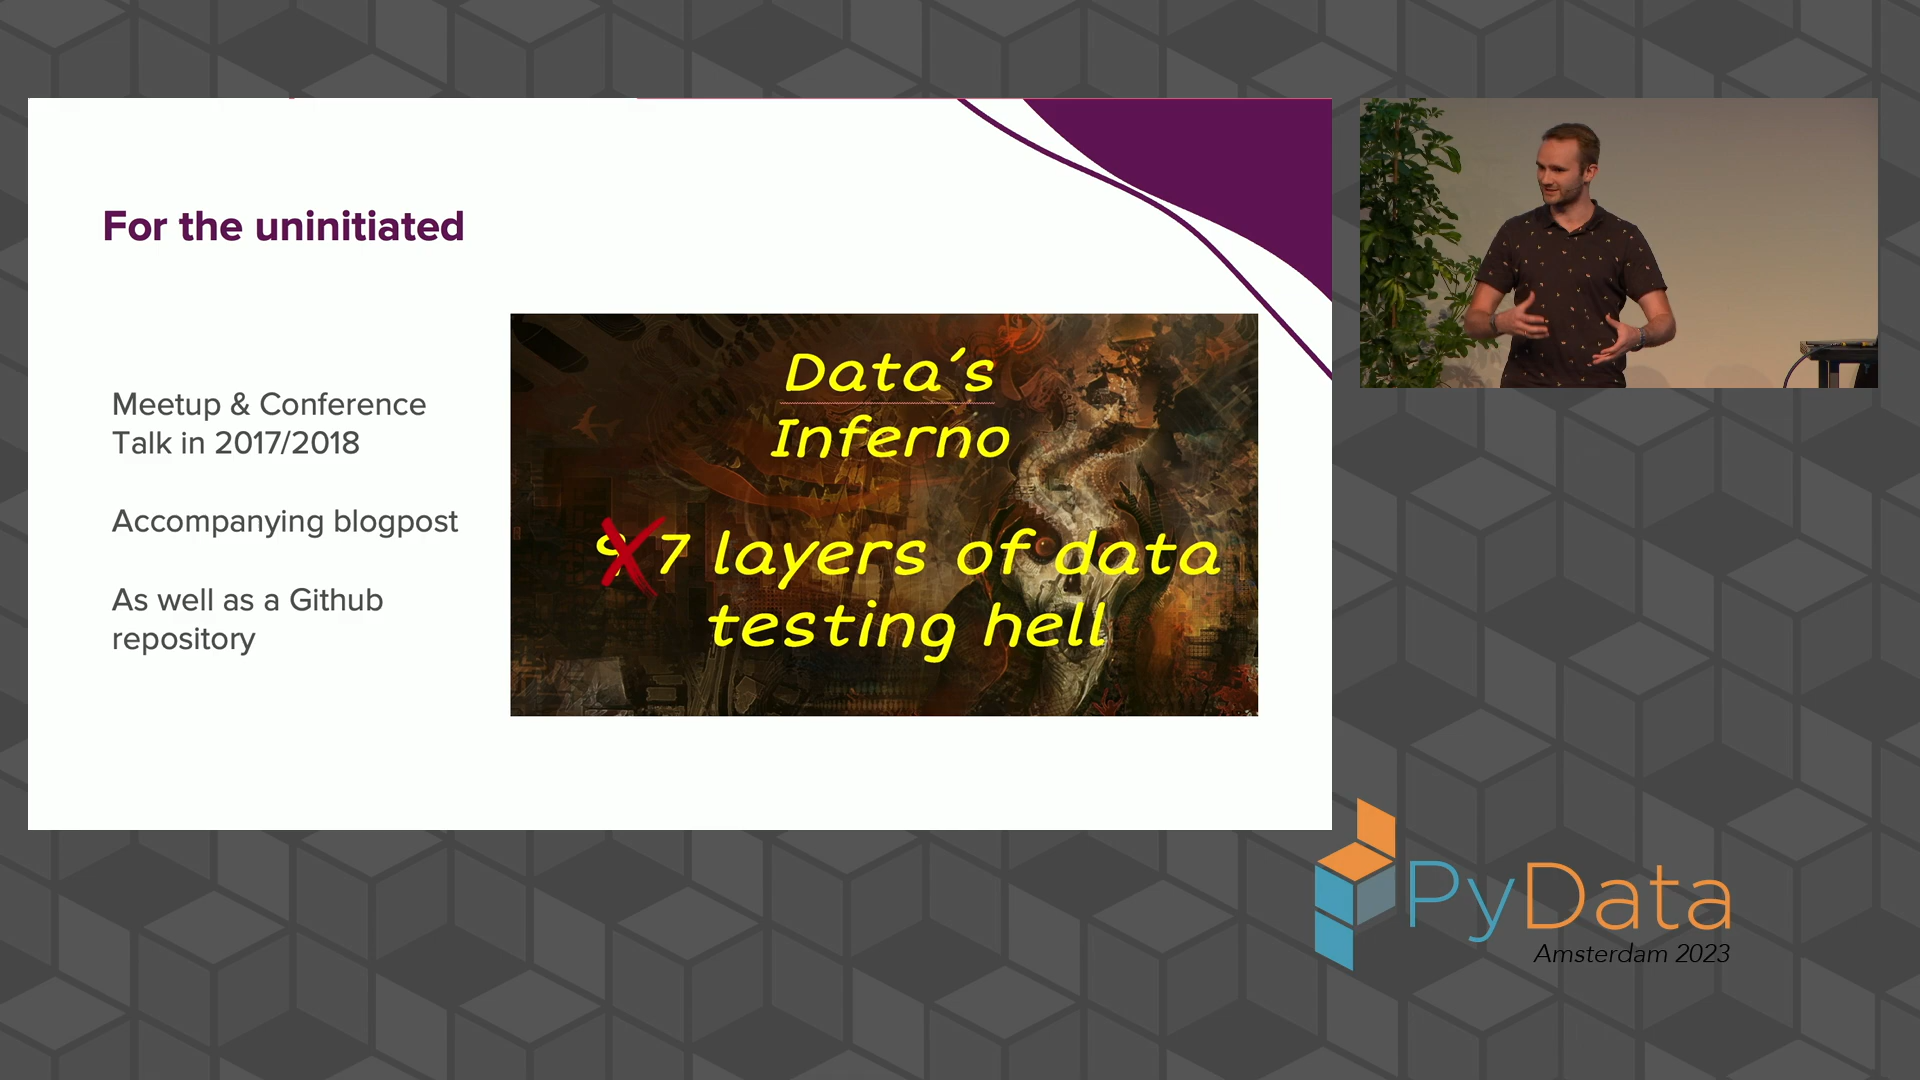 For the uninitiated
Meetup & Conference
Talk in 2017/2018
Accompanying blogpost
As well as a Github
repository
Data´s
Inferno
9 7 layers of data
testing hell
PyData
Amsterdam 2023